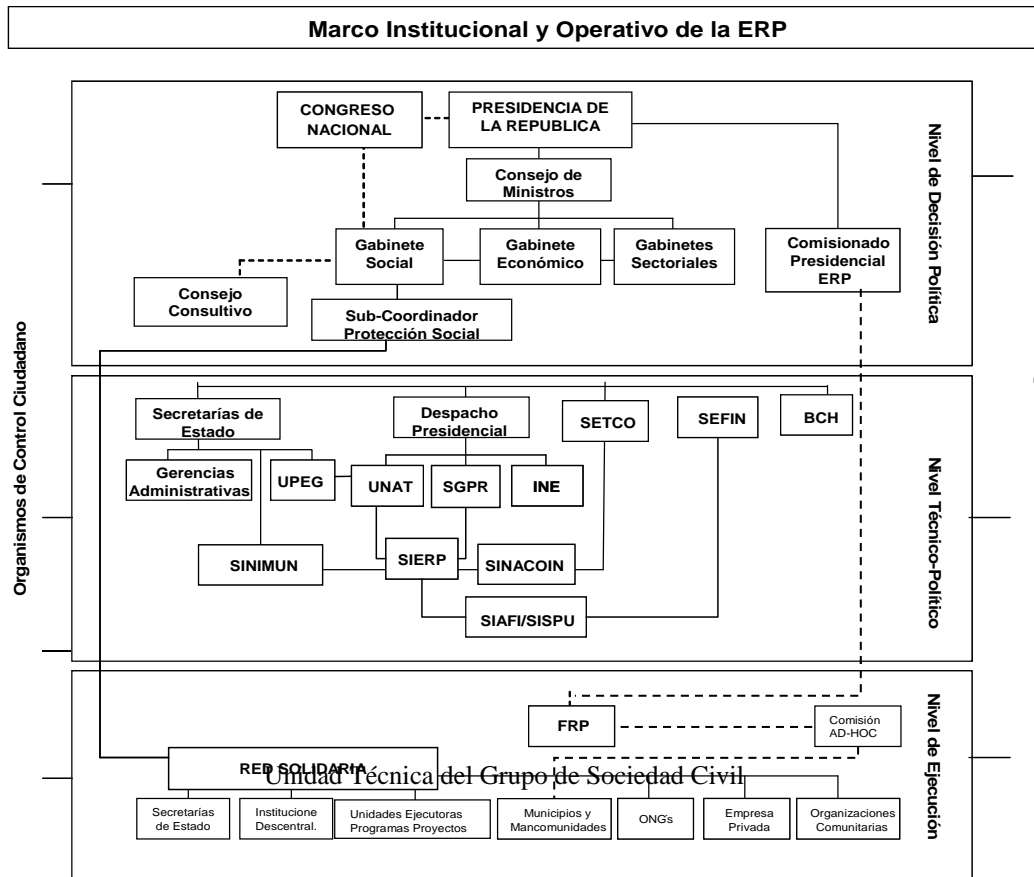 Marco Institucional y Operativo de la ERP
CONGRESO
NACIONAL
PRESIDENCIA DE
LA REPUBLICA
Consejo de
Ministros
Gabinete
Social
Gabinete
Económico
Gabinetes
Sectoriales
Comisionado
Presidencial
ERP
Consejo
Consultivo
Sub-Coordinador
Protección Social
Nivel de Decisión Política
Organismos de Control Ciudadano
Secretarías de
Estado
Despacho
Presidencial
SETCO
SEFIN
BCH
Gerencias
Administrativas
UPEG
UNAT
SGPR
INE
SINIMUN
SIERP
SINACOIN
SIAFI/SISPU
Nivel Técnico-Político
FRP
Comisión
AD-HOC
RED SOLIDARIA
Unidad Técnica del Grupo de Sociedad Civil
Secretarías
de Estado
Institucione
Descentral.
Unidades Ejecutoras
Programas Proyectos
Municipios y
Mancomunidades
ONG's
Empresa
Privada
Organizaciones
Comunitarias
Nivel de Ejecución